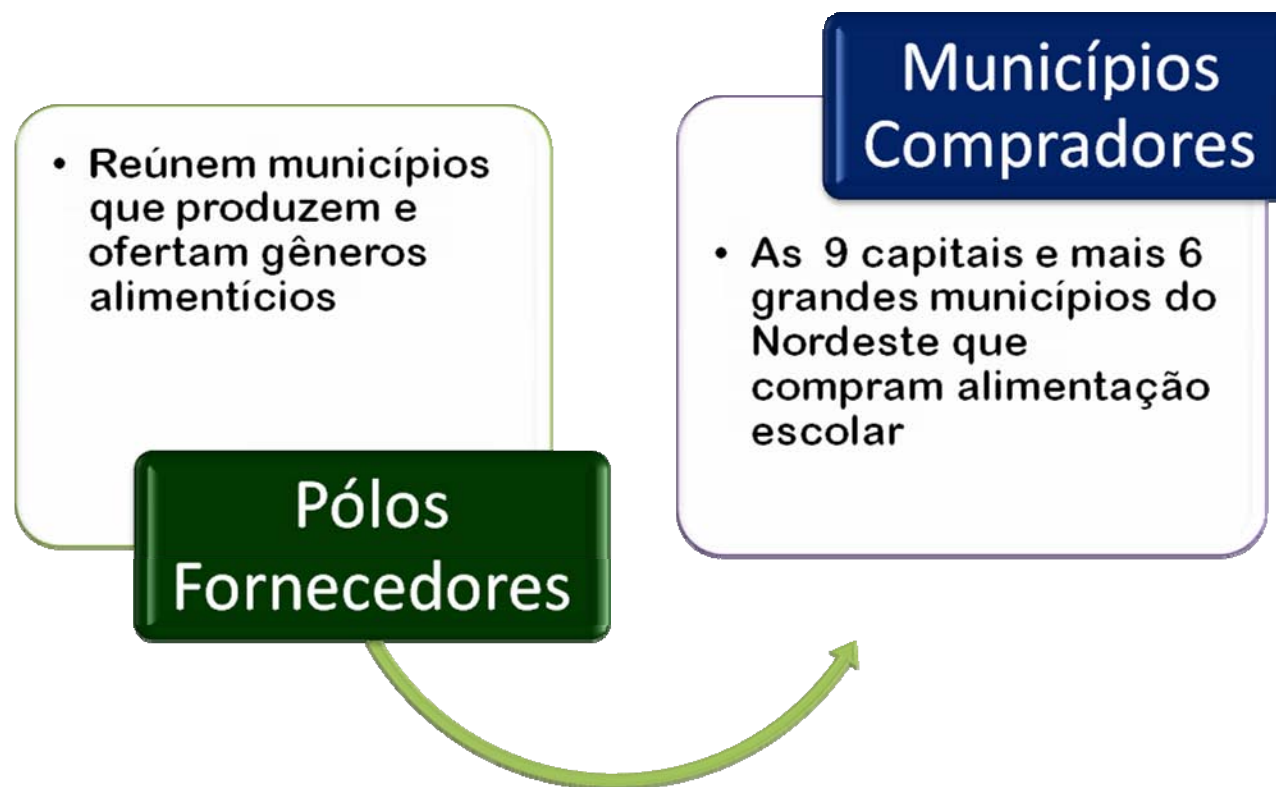 • Reúnem municípios
que produzem e
ofertam gêneros
alimentícios
Pólos
Fornecedores
Municípios
Compradores
• As 9 capitais e mais 6
grandes municípios do
Nordeste que
compram alimentação
escolar